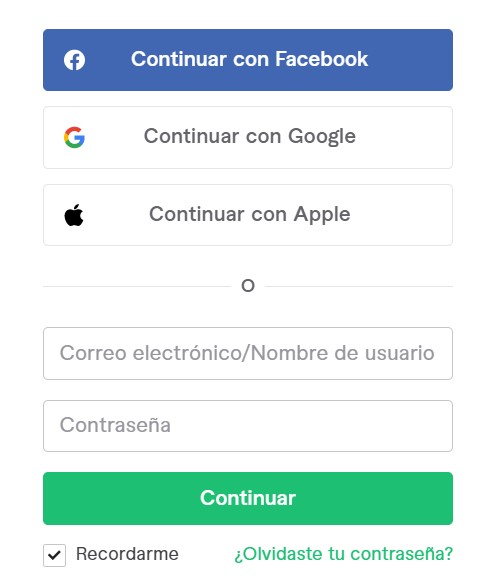 Continuar con Facebook
Continuar con Google
Continuar con Apple
O
Correo electrónico/Nombre de usuario
Contraseña
Continuar
Recordarme ¿Olvidaste tu contraseña?